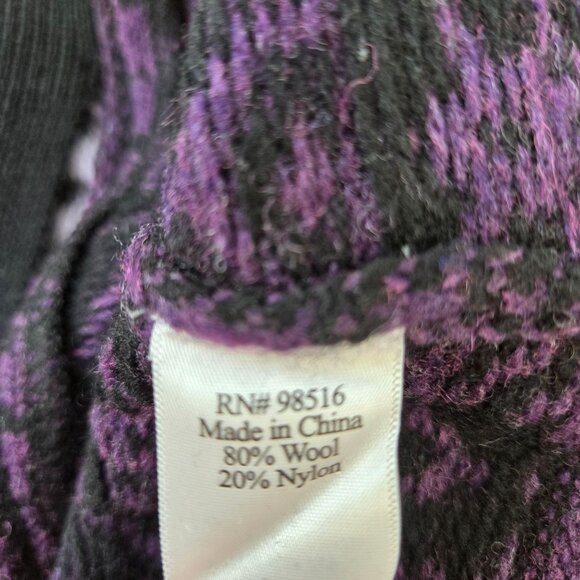 RN# 98516
Made in China
80% Wool
20% Nylon